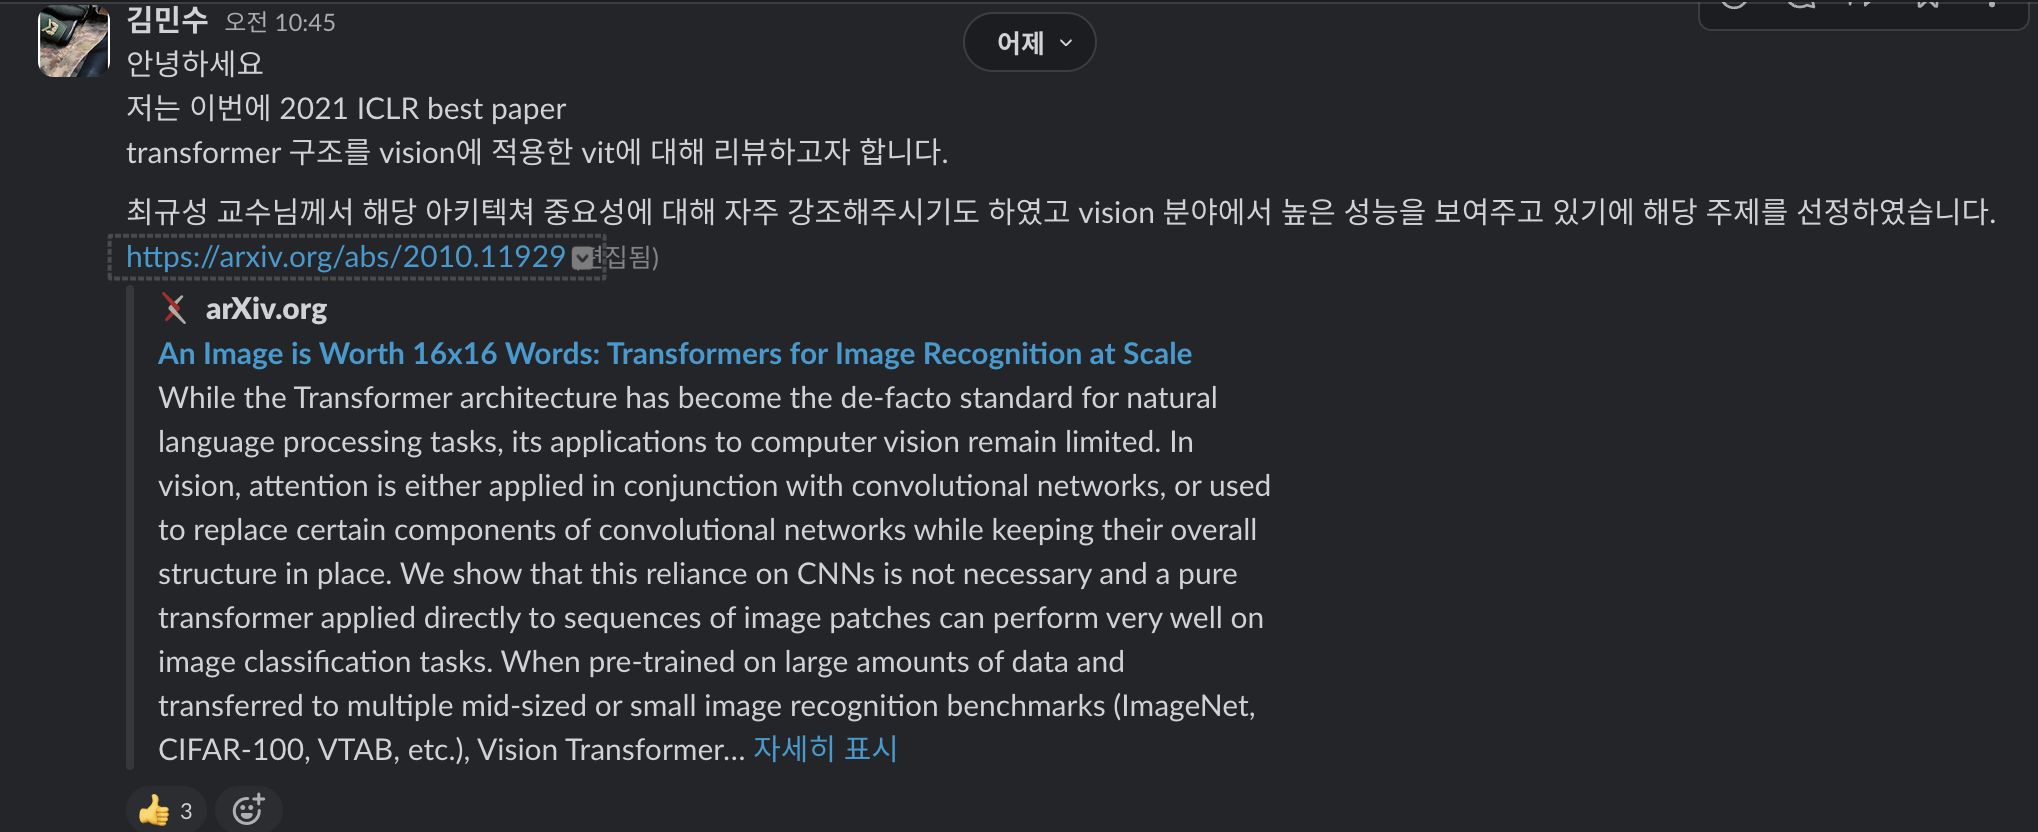 김민수 오전 10:45
어제
안녕하세요
저는 이번에 2021 ICLR best paper
transformer 구조를 vision에 적용한 vit에 대해 리뷰하고자 합니다.
최규성 교수님께서 해당 아키텍쳐 중요성에 대해 자주 강조해주시기도 하였고 vision 분야에서 높은 성능을 보여주고 있기에 해당 주제를 선정하였습니다.
https://arxiv.org/abs/2010.11929 집됨)
arXiv.org
An Image is Worth 16x16 Words: Transformers for Image Recognition at Scale
While the Transformer architecture has become the de-facto standard for natural
language processing tasks, its applications to computer vision remain limited. In
vision, attention is either applied in conjunction with convolutional networks, or used
to replace certain components of convolutional networks while keeping their overall
structure in place. We show that this reliance on CNNs is not necessary and a pure
transformer applied directly to sequences of image patches can perform very well on
image classification tasks. When pre-trained on large amounts of data and
transferred to multiple mid-sized or small image recognition benchmarks (ImageNet,
CIFAR-100, VTAB, etc.), Vision Transformer... 자세히 표시
👍 3